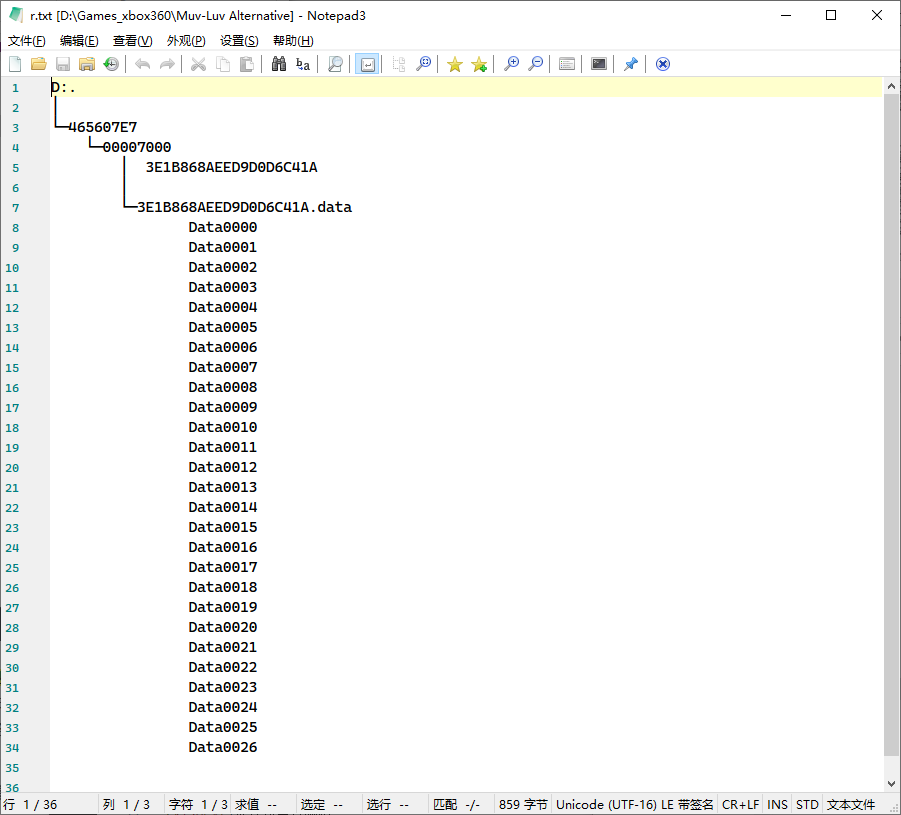 r.txt [D:\Games_xbox360\Muv-Luv Alternative] - Notepad3
文件(F) 编辑(E) 查看(V) 外观(P) 设置(S) 帮助(H)
1 D:.
2 │
3 └─465607E7
4 └─00007000
5 │ 3E1B868AEED9D0D6C41A
6 │
7 └─3E1B868AEED9D0D6C41A.data
8 Data0000
9 Data0001
10 Data0002
11 Data0003
12 Data0004
13 Data0005
14 Data0006
15 Data0007
16 Data0008
17 Data0009
18 Data0010
19 Data0011
20 Data0012
21 Data0013
22 Data0014
23 Data0015
24 Data0016
25 Data0017
26 Data0018
27 Data0019
28 Data0020
29 Data0021
30 Data0022
31 Data0023
32 Data0024
33 Data0025
34 Data0026
35
36
行 1 / 36 列 1 / 3 字符 1 / 3 求值 -- 选定 -- 选行 -- 匹配 -/- 859 字节 Unicode (UTF-16) LE 带签名 CR+LF INS STD 文本文件